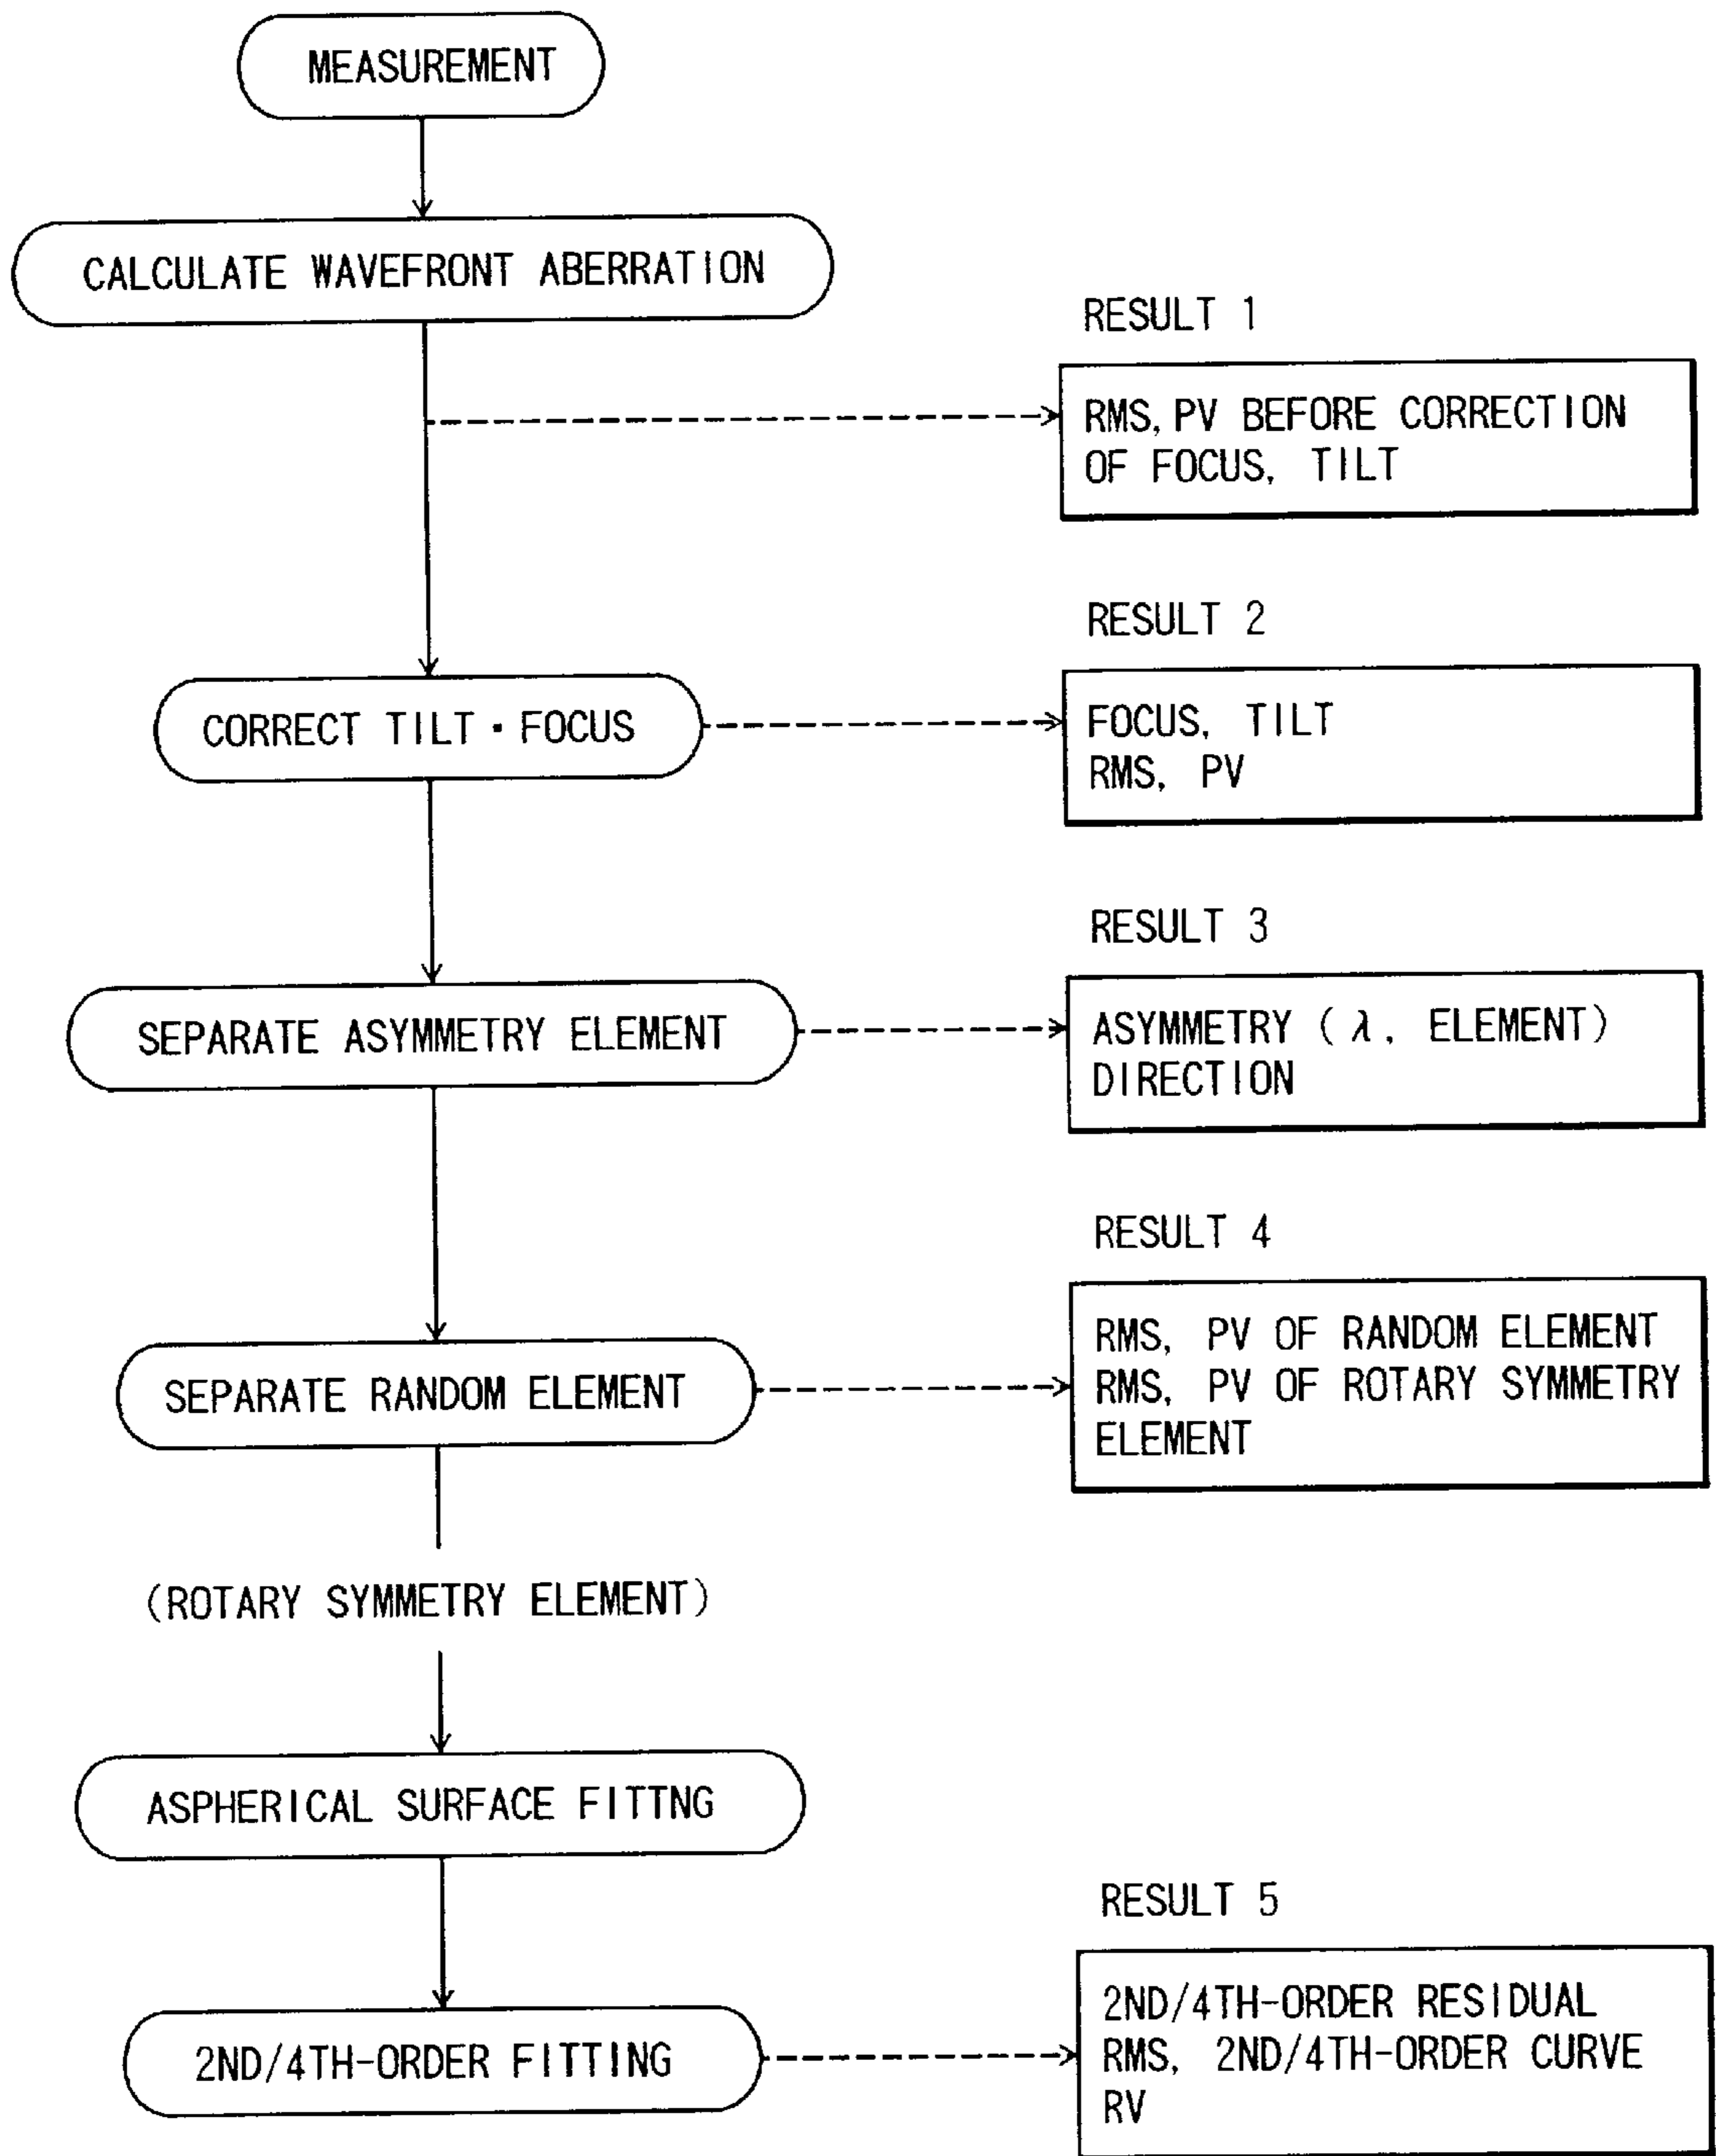 MEASUREMENT
CALCULATE WAVEFRONT ABERRATION
RESULT 1
RMS, PV BEFORE CORRECTION
OF FOCUS, TILT
RESULT 2
CORRECT TILT・FOCUS
FOCUS, TILT
RMS, PV
RESULT 3
SEPARATE ASYMMETRY ELEMENT
ASYMMETRY (λ, ELEMENT)
DIRECTION
RESULT 4
SEPARATE RANDOM ELEMENT
RMS, PV OF RANDOM ELEMENT
RMS, PV OF ROTARY SYMMETRY
ELEMENT
(ROTARY SYMMETRY ELEMENT)
ASPHERICAL SURFACE FITTNG
RESULT 5
2ND/4TH-ORDER FITTING
2ND/4TH-ORDER RESIDUAL
RMS, 2ND/4TH-ORDER CURVE
RV